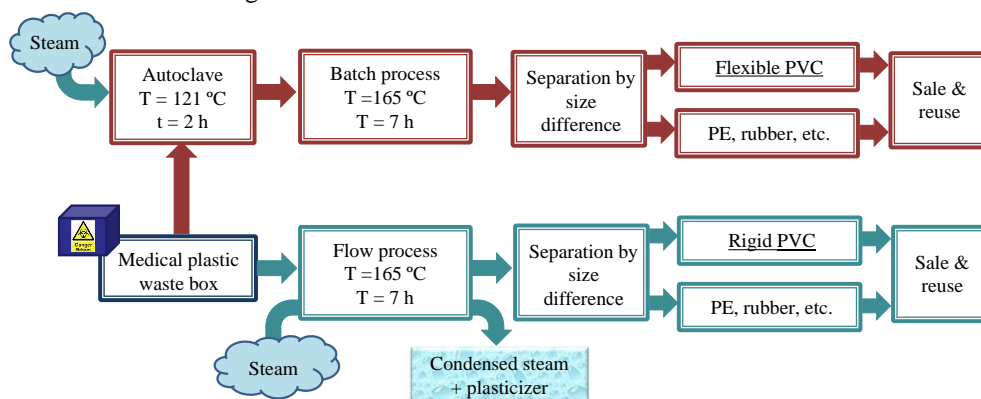 Steam
Autoclave
T = 121 ºC
t = 2 h
Batch process
T =165 ºC
T = 7 h
Separation by
size
difference
Flexible PVC
PE, rubber, etc.
Sale &
reuse
Medical plastic
waste box
Flow process
T =165 ºC
T = 7 h
Separation by
size
difference
Rigid PVC
PE, rubber, etc.
Sale &
reuse
Steam
Condensed steam
+ plasticizer